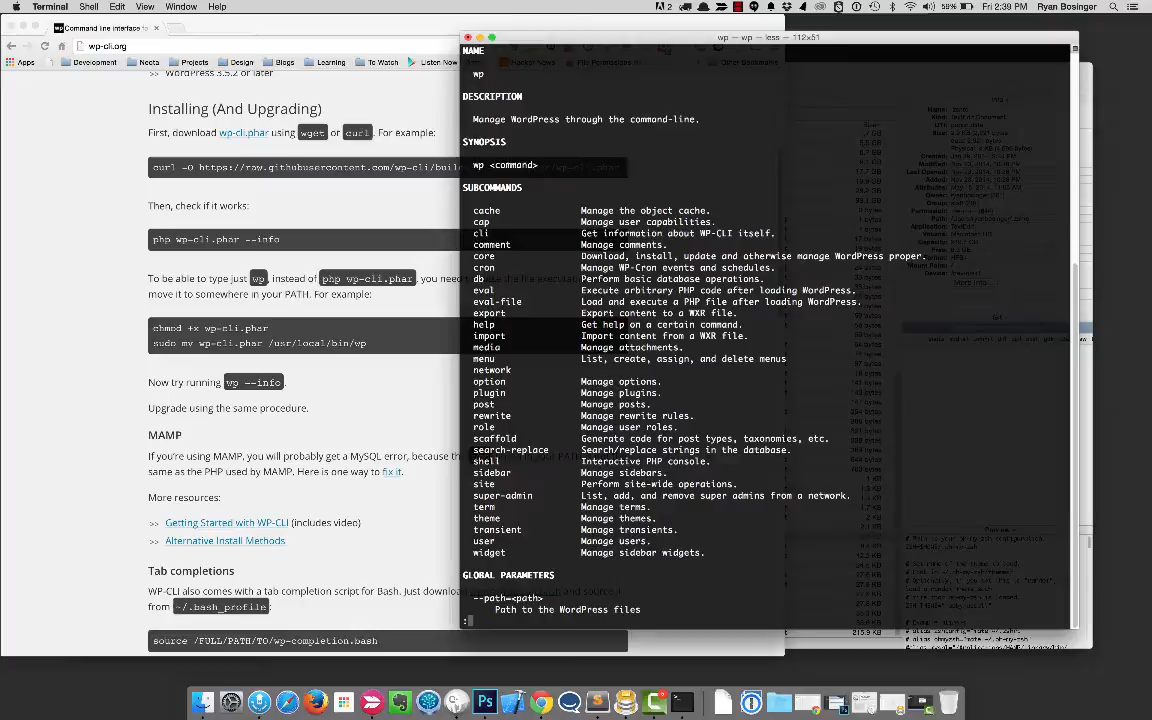 Terminal Shell Edit View Window Help
2 59% Fri 2:39 PM Ryan Bosinger
Command line interface fo
wp-cli.org
Apps Development Necta Projects Design Blogs Learning To Watch Listen Now Hacker News File Permissions Other Bookmarks
WordPress 3.5.2 or later
Installing (And Upgrading)
First, download wp-cli.phar using wget or curl. For example:
curl -O https://raw.githubusercontent.com/wp-cli/build
Then, check if it works:
php wp-cli.phar --info
To be able to type just wp, instead of php wp-cli.phar, you need
move it to somewhere in your PATH. For example:
chmod +x wp-cli.phar
sudo mv wp-cli.phar /usr/local/bin/wp
Now try running wp --info.
Upgrade using the same procedure.
MAMP
If you're using MAMP, you will probably get a MySQL error, because th
same as the PHP used by MAMP. Here is one way to fix it.
More resources:
>> Getting Started with WP-CLI (includes video)
>> Alternative Install Methods
Tab completions
WP-CLI also comes with a tab completion script for Bash. Just download
from ~/.bash_profile:
source /FULL/PATH/TO/wp-completion.bash
wp — wp — less — 112×51
NAME
wp
DESCRIPTION
Manage WordPress through the command-line.
SYNOPSIS
wp <command>
SUBCOMMANDS
cache Manage the object cache.
cap Manage user capabilities.
cli Get information about WP-CLI itself.
comment Manage comments.
core Download, install, update and otherwise manage WordPress proper.
cron Manage WP-Cron events and schedules.
db Perform basic database operations.
eval Execute arbitrary PHP code after loading WordPress.
eval-file Load and execute a PHP file after loading WordPress.
export Export content to a WXR file.
help Get help on a certain command.
import Import content from a WXR file.
media Manage attachments.
menu List, create, assign, and delete menus
network
option Manage options.
plugin Manage plugins.
post Manage posts.
rewrite Manage rewrite rules.
role Manage user roles.
scaffold Generate code for post types, taxonomies, etc.
search-replace Search/replace strings in the database.
shell Interactive PHP console.
sidebar Manage sidebars.
site Perform site-wide operations.
super-admin List, add, and remove super admins from a network.
term Manage terms.
theme Manage themes.
transient Manage transients.
user Manage users.
widget Manage sidebar widgets.
GLOBAL PARAMETERS
--path=<path>
Path to the WordPress files
:
215.9 KB
Ps